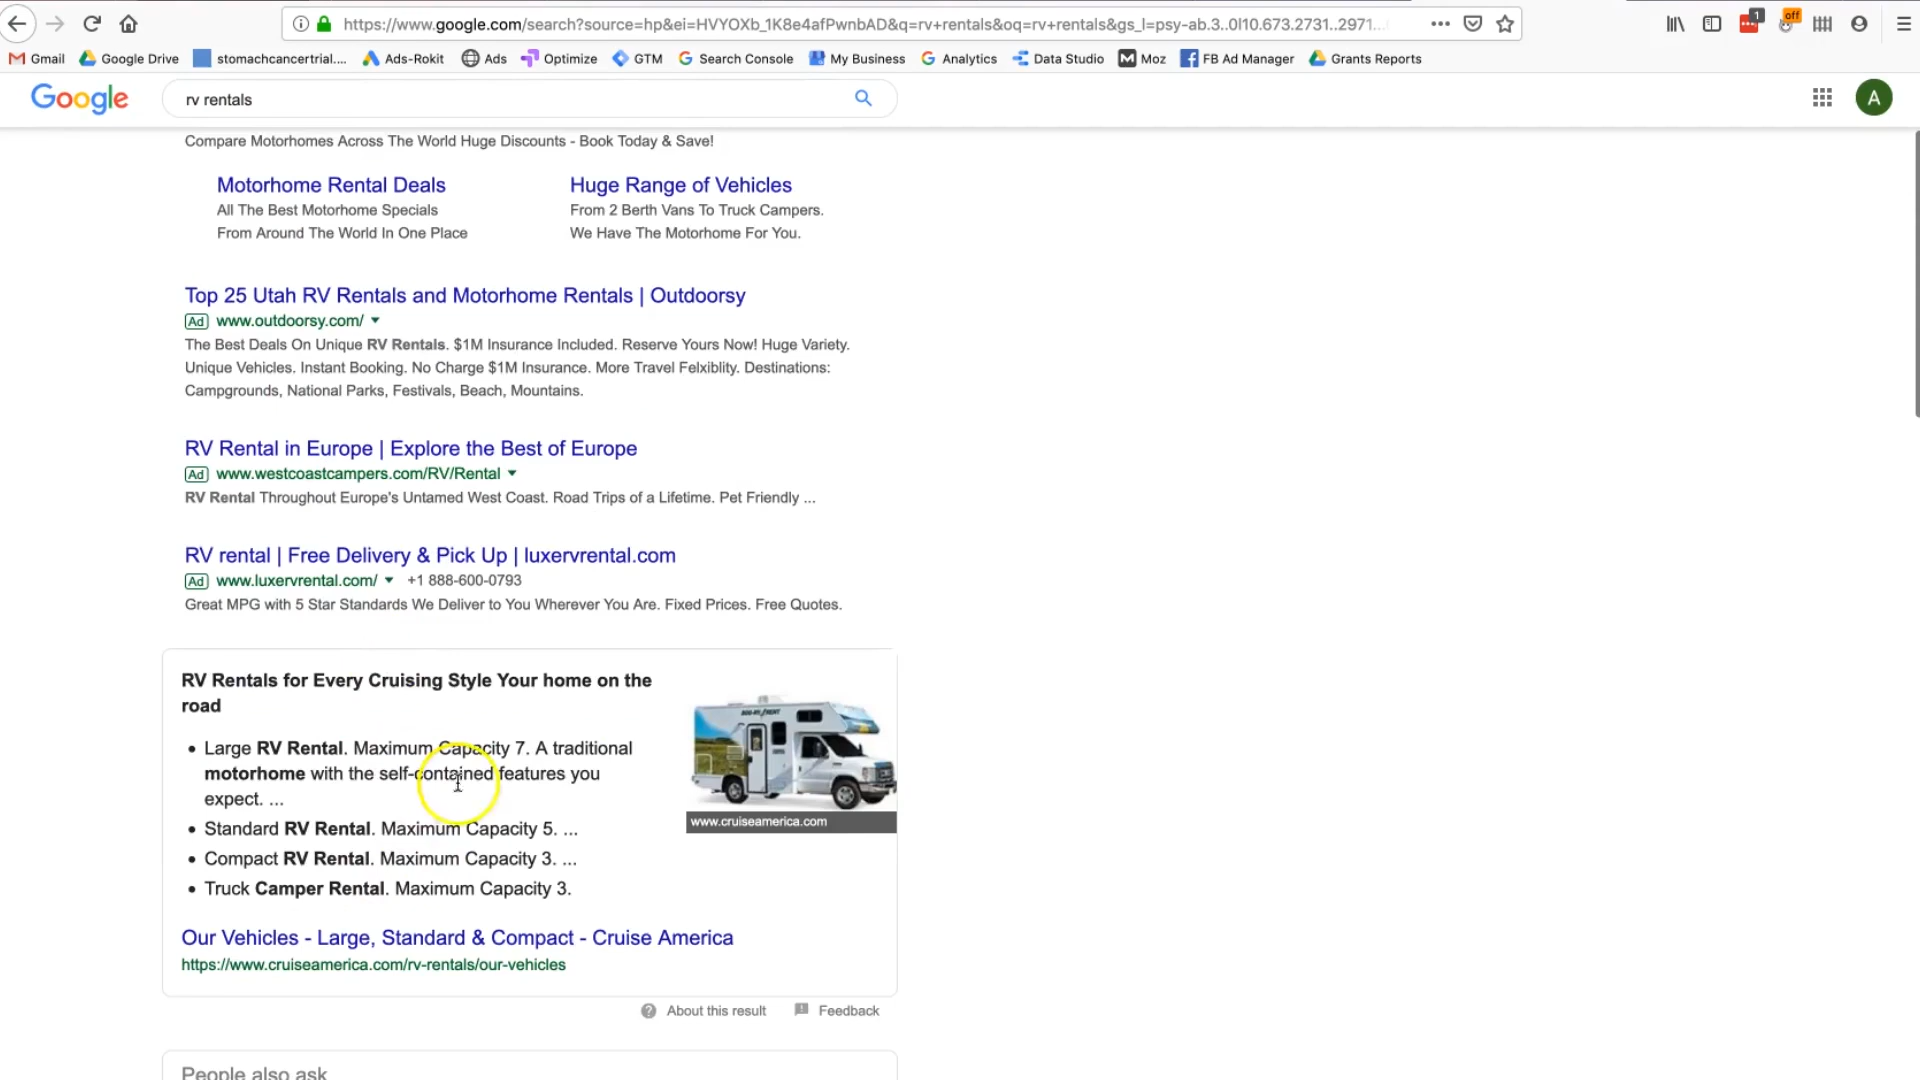 https://www.google.com/search?source=hp&ei=HVYOXb_1K8e4afPwnbAD&q=rv+rentals&oq=rv+rentals&gs_l=psy-ab.3..0l10.673.2731..2971...
1
off
Gmail Google Drive stomachcancertrial.... Ads-Rokit Ads Optimize GTM Search Console My Business Analytics Data Studio Moz FB Ad Manager Grants Reports
Google rv rentals A
Compare Motorhomes Across The World Huge Discounts - Book Today & Save!
Motorhome Rental Deals
All The Best Motorhome Specials
From Around The World In One Place
Huge Range of Vehicles
From 2 Berth Vans To Truck Campers.
We Have The Motorhome For You.
Top 25 Utah RV Rentals and Motorhome Rentals | Outdoorsy
Ad www.outdoorsy.com/
The Best Deals On Unique RV Rentals. $1M Insurance Included. Reserve Yours Now! Huge Variety.
Unique Vehicles. Instant Booking. No Charge $1M Insurance. More Travel Felxiblity. Destinations:
Campgrounds, National Parks, Festivals, Beach, Mountains.
RV Rental in Europe | Explore the Best of Europe
Ad www.westcoastcampers.com/RV/Rental
RV Rental Throughout Europe's Untamed West Coast. Road Trips of a Lifetime. Pet Friendly ...
RV rental | Free Delivery & Pick Up | luxervrental.com
Ad www.luxervrental.com/ +1 888-600-0793
Great MPG with 5 Star Standards We Deliver to You Wherever You Are. Fixed Prices. Free Quotes.
RV Rentals for Every Cruising Style Your home on the
road
• Large RV Rental. Maximum Capacity 7. A traditional
motorhome with the self-contained features you
expect. ...
• Standard RV Rental. Maximum Capacity 5. ...
• Compact RV Rental. Maximum Capacity 3. ...
• Truck Camper Rental. Maximum Capacity 3.
www.cruiseamerica.com
Our Vehicles - Large, Standard & Compact - Cruise America
https://www.cruiseamerica.com/rv-rentals/our-vehicles
About this result Feedback
People also ask